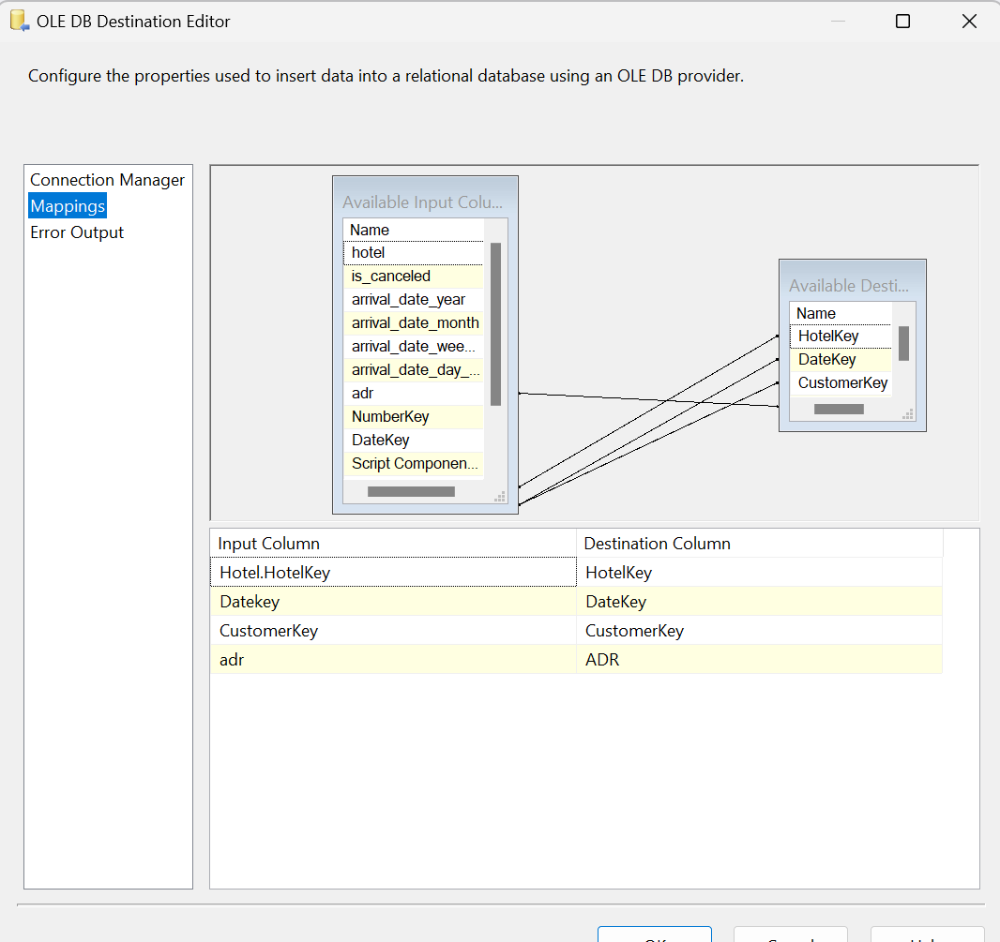 OLE DB Destination Editor
Configure the properties used to insert data into a relational database using an OLE DB provider.
Connection Manager
Mappings
Error Output
Available Input Colu...
Name
hotel
is_canceled
arrival_date_year
arrival_date_month
arrival_date_wee...
arrival_date_day_...
adr
NumberKey
DateKey
Script Componen...
Available Desti...
Name
HotelKey
DateKey
CustomerKey
Input Column Destination Column
Hotel.HotelKey HotelKey
Datekey DateKey
CustomerKey CustomerKey
adr ADR